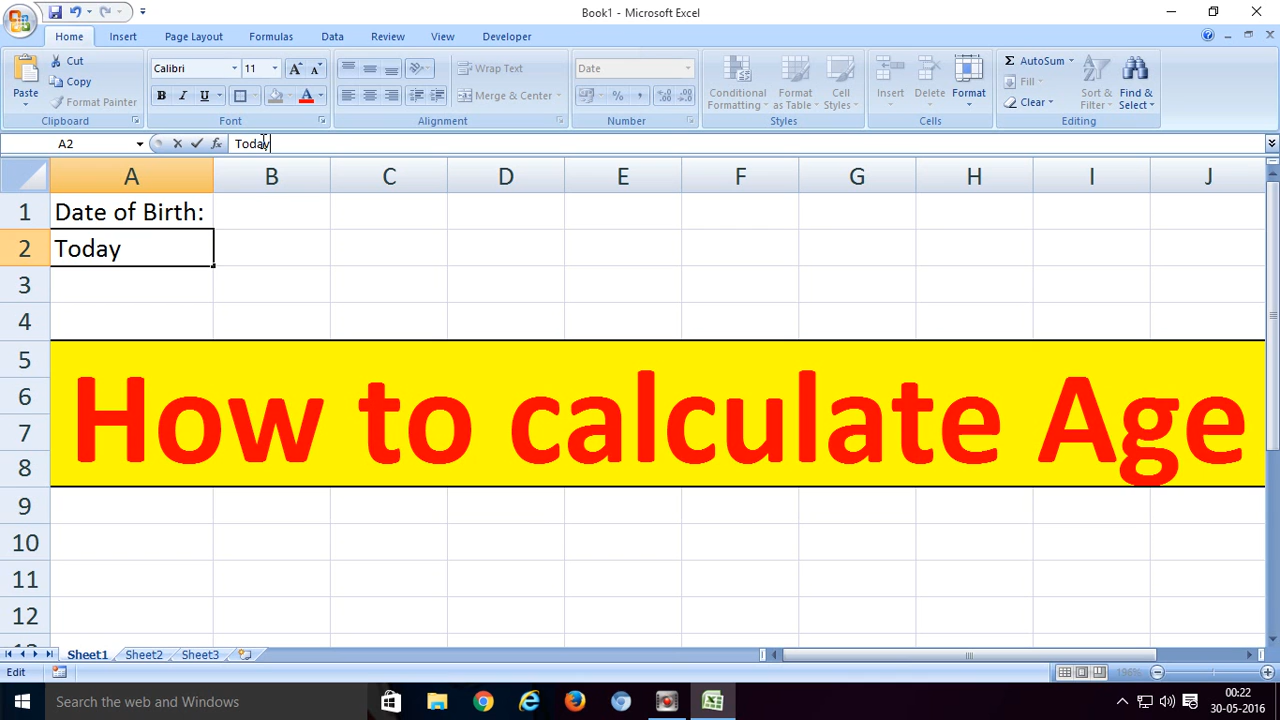 Book1 - Microsoft Excel
Home Insert Page Layout Formulas Data Review View Developer
Paste
Cut
Copy
Format Painter
Clipboard
Calibri 11
B I U
Font
Wrap Text
Merge & Center
Alignment
Date
Number
Conditional Formatting
Format as Table
Cell Styles
Styles
Insert Delete Format
Cells
AutoSum
Fill
Clear
Sort & Filter
Find & Select
Editing
A2 Today
A B C D E F G H I J
1 Date of Birth:
2 Today
3
4
5
6
7
8
How to calculate Age
9
10
11
12
Sheet1 Sheet2 Sheet3
Edit 196%
Search the web and Windows
00:22
30-05-2016